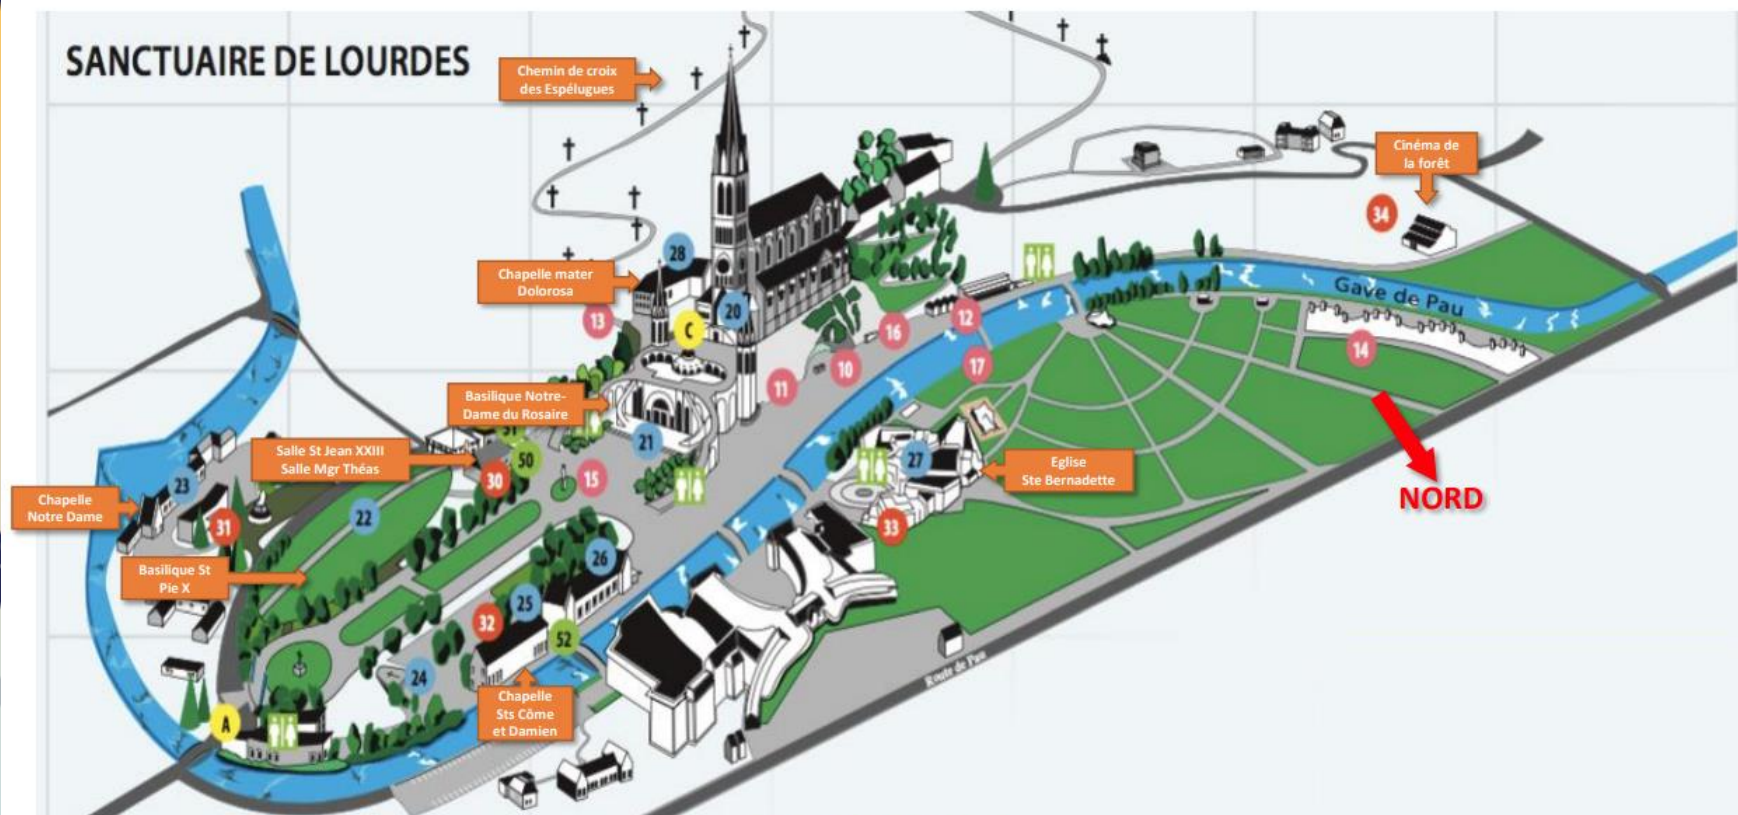 SANCTUAIRE DE LOURDES
Chemin de croix
des Espélugues
Cinéma de
la forêt
34
28
Chapelle mater
Dolorosa
20
13
C
12
16
Gave de Pau
17
14
10
11
Basilique Notre-
Dame du Rosaire
21
Salle St Jean XXIII
Salle Mgr Théas
50
30
15
27
Eglise
Ste Bernadette
NORD
23
Chapelle
Notre Dame
31
22
33
26
Basilique St
Pie X
25
32
52
24
Route de Pau
Chapelle
Sts Côme
et Damien
A